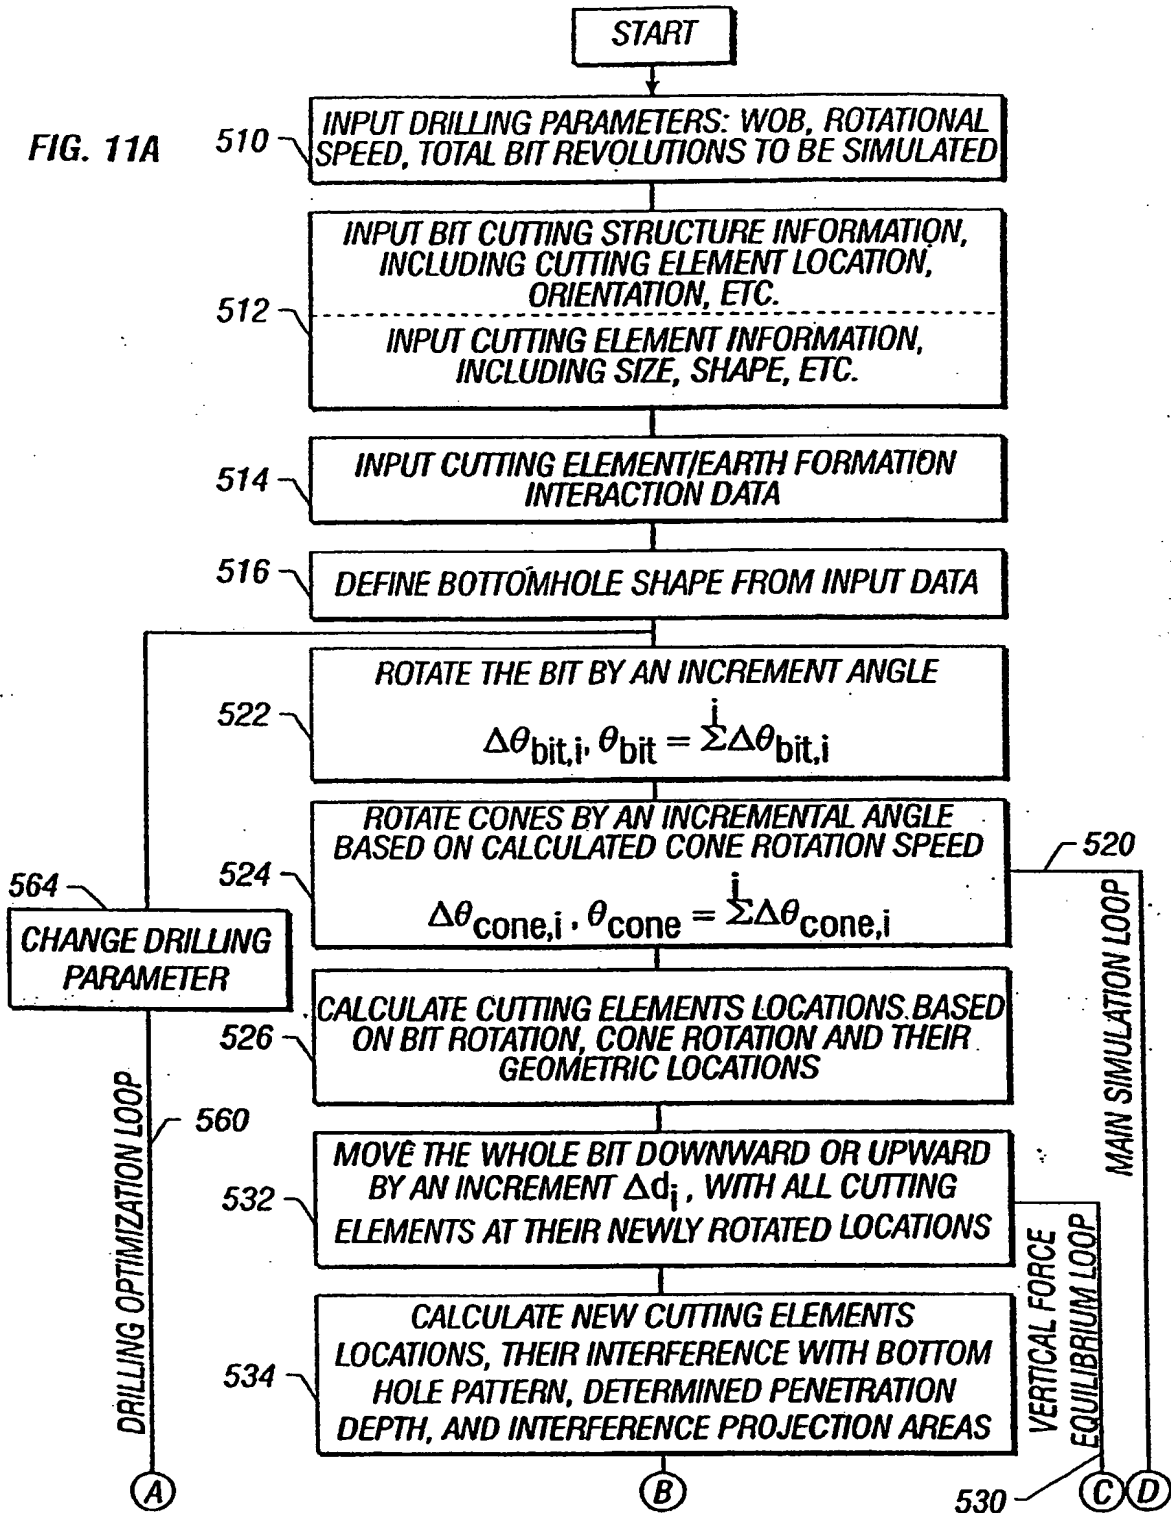 START
FIG. 11A
510
INPUT DRILLING PARAMETERS: WOB, ROTATIONAL
SPEED, TOTAL BIT REVOLUTIONS TO BE SIMULATED
512
INPUT BIT CUTTING STRUCTURE INFORMATION,
INCLUDING CUTTING ELEMENT LOCATION,
ORIENTATION, ETC.
INPUT CUTTING ELEMENT INFORMATION,
INCLUDING SIZE, SHAPE, ETC.
514
INPUT CUTTING ELEMENT/EARTH FORMATION
INTERACTION DATA
516
DEFINE BOTTOMHOLE SHAPE FROM INPUT DATA
522
ROTATE THE BIT BY AN INCREMENT ANGLE
Δθbit,i, θbit = ΣiΔθbit,i
524
ROTATE CONES BY AN INCREMENTAL ANGLE
BASED ON CALCULATED CONE ROTATION SPEED
Δθcone,i, θcone = ΣiΔθcone,i
520
MAIN SIMULATION LOOP
564
CHANGE DRILLING
PARAMETER
526
CALCULATE CUTTING ELEMENTS LOCATIONS BASED
ON BIT ROTATION, CONE ROTATION AND THEIR
GEOMETRIC LOCATIONS
560
DRILLING OPTIMIZATION LOOP
532
MOVE THE WHOLE BIT DOWNWARD OR UPWARD
BY AN INCREMENT Δdi, WITH ALL CUTTING
ELEMENTS AT THEIR NEWLY ROTATED LOCATIONS
VERTICAL FORCE
EQUILIBRIUM LOOP
534
CALCULATE NEW CUTTING ELEMENTS
LOCATIONS, THEIR INTERFERENCE WITH BOTTOM
HOLE PATTERN, DETERMINED PENETRATION
DEPTH, AND INTERFERENCE PROJECTION AREAS
530
A
B
C
D